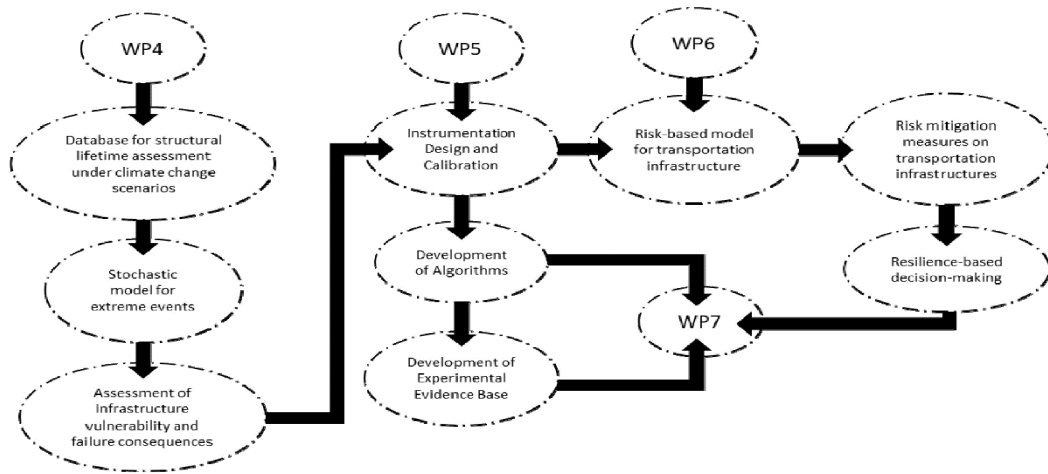 WP4
Database for structural
lifetime assessment
under climate change
scenarios
Stochastic
model for
extreme events
Assessment of
infrastructure
vulnerability and
failure consequences
WP5
Instrumentation
Design and
Calibration
Development
of Algorithms
Development of
Experimental
Evidence Base
WP6
Risk-based model
for transportation
infrastructure
Risk mitigation
measures on
transportation
infrastructures
Resilience-based
decision-making
WP7